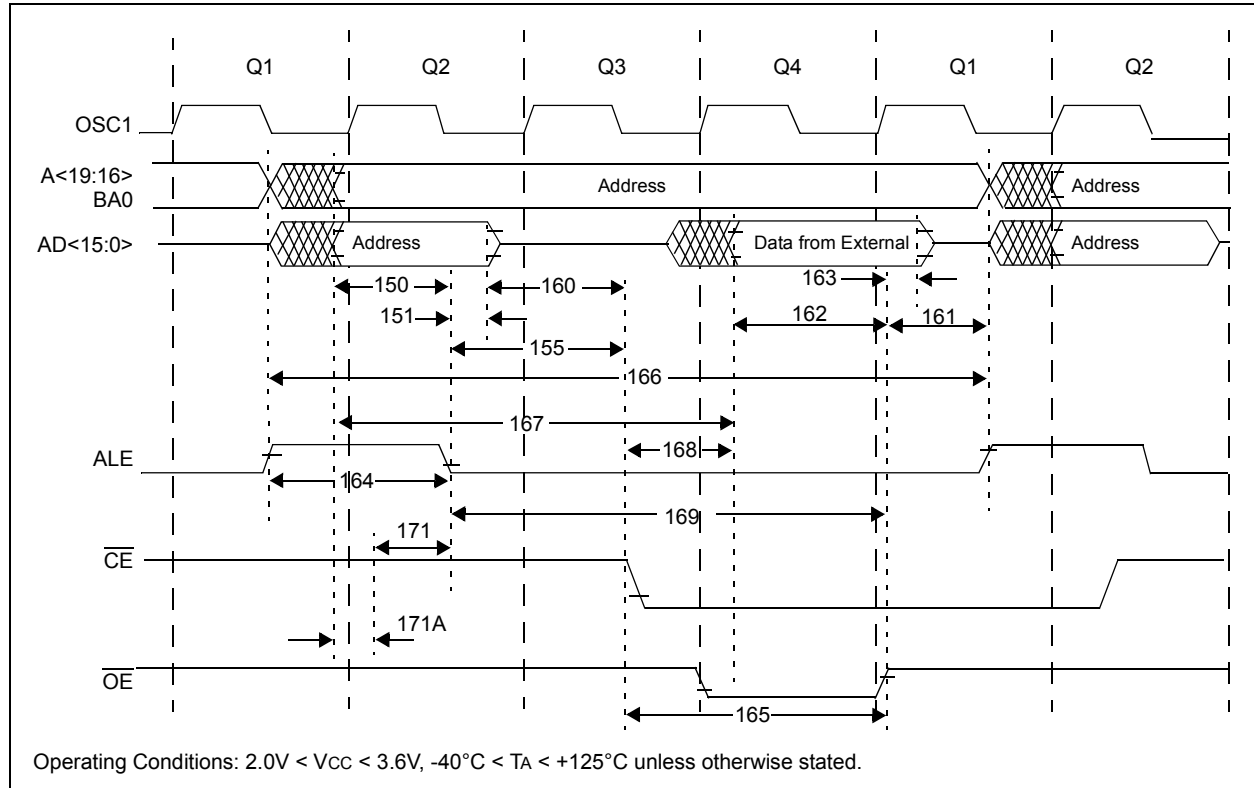 Q1 Q2 Q3 Q4 Q1 Q2
OSC1
A<19:16>
BA0
Address
Address
AD<15:0>
Address
Data from External
Address
150
160
163
151
162
161
155
166
167
168
ALE
164
169
171
CE
171A
OE
165
Operating Conditions: 2.0V < VCC < 3.6V, -40°C < TA < +125°C unless otherwise stated.